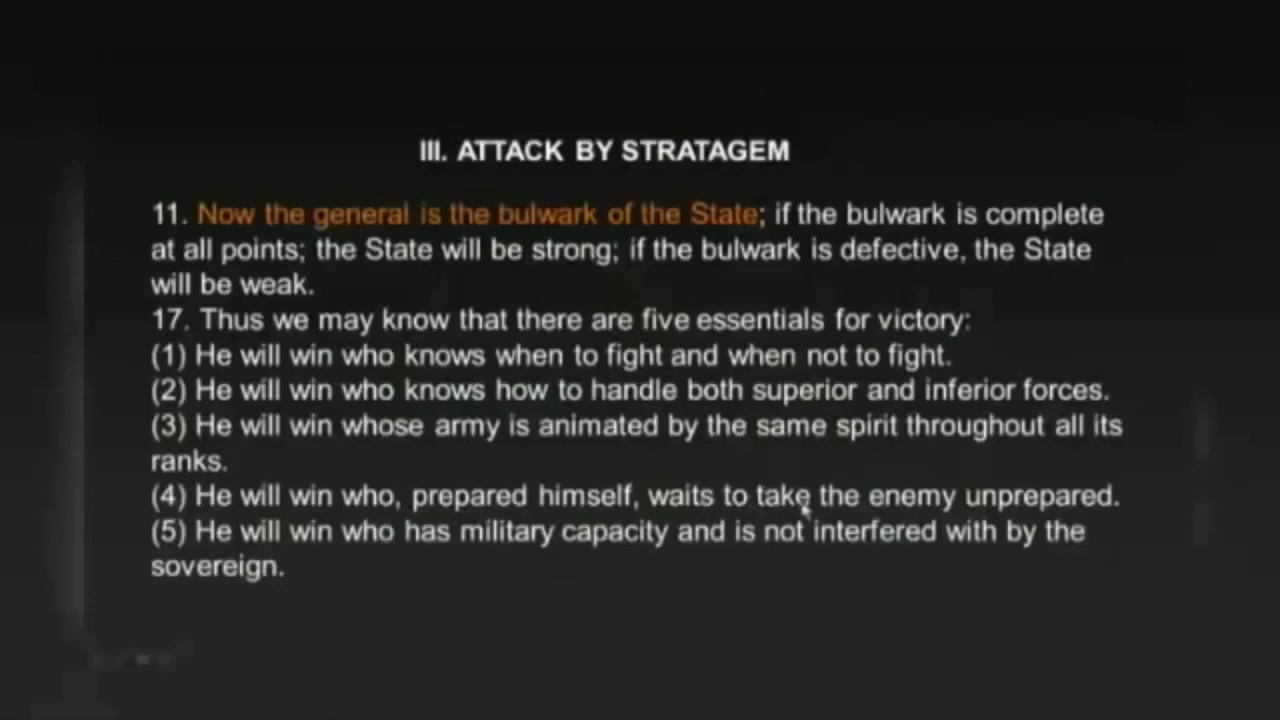 III. ATTACK BY STRATAGEM
11. Now the general is the bulwark of the State; if the bulwark is complete
at all points; the State will be strong; if the bulwark is defective, the State
will be weak.
17. Thus we may know that there are five essentials for victory:
(1) He will win who knows when to fight and when not to fight.
(2) He will win who knows how to handle both superior and inferior forces.
(3) He will win whose army is animated by the same spirit throughout all its
ranks.
(4) He will win who, prepared himself, waits to take the enemy unprepared.
(5) He will win who has military capacity and is not interfered with by the
sovereign.